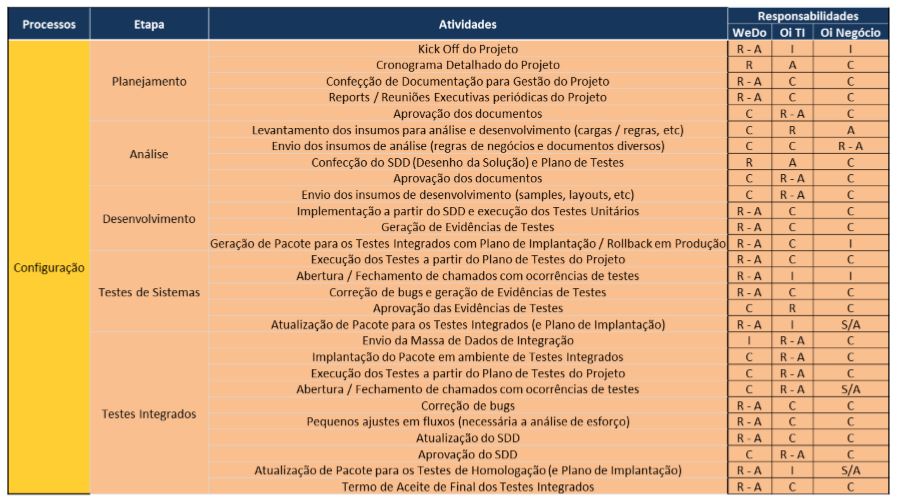 Processos Etapa Atividades Responsabilidades
WeDo Oi TI Oi Negócio
Configuração
Planejamento
Kick Off do Projeto R - A I I
Cronograma Detalhado do Projeto R A C
Confecção de Documentação para Gestão do Projeto R - A C C
Reports / Reuniões Executivas periódicas do Projeto R - A C C
Aprovação dos documentos C R - A C
Análise
Levantamento dos insumos para análise e desenvolvimento (cargas / regras, etc) C R A
Envio dos insumos de análise (regras de negócios e documentos diversos) C C R - A
Confecção do SDD (Desenho da Solução) e Plano de Testes R A C
Aprovação dos documentos C R - A C
Desenvolvimento
Envio dos insumos de desenvolvimento (samples, layouts, etc) C R - A C
Implementação a partir do SDD e execução dos Testes Unitários R - A C C
Geração de Evidências de Testes R - A C C
Geração de Pacote para os Testes Integrados com Plano de Implantação / Rollback em Produção R - A C I
Testes de Sistemas
Execução dos Testes a partir do Plano de Testes do Projeto R - A C C
Abertura / Fechamento de chamados com ocorrências de testes R - A I I
Correção de bugs e geração de Evidências de Testes R - A C C
Aprovação das Evidências de Testes C R C
Atualização de Pacote para os Testes Integrados (e Plano de Implantação) R - A I S/A
Testes Integrados
Envio da Massa de Dados de Integração I R - A C
Implantação do Pacote em ambiente de Testes Integrados C R - A C
Execução dos Testes a partir do Plano de Testes do Projeto C R - A C
Abertura / Fechamento de chamados com ocorrências de testes C R - A S/A
Correção de bugs R - A C C
Pequenos ajustes em fluxos (necessária a análise de esforço) R - A C C
Atualização do SDD R - A C C
Aprovação do SDD C R - A C
Atualização de Pacote para os Testes de Homologação (e Plano de Implantação) R - A I S/A
Termo de Aceite de Final dos Testes Integrados R - A C C